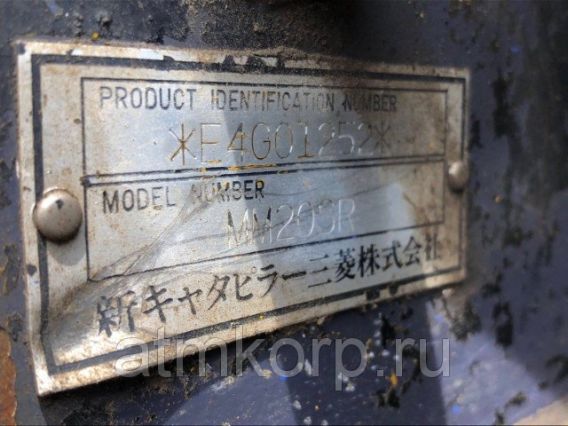 PRODUCT IDENTIFICATION NUMBER
*E4G01252*
MODEL NUMBER
MM20SR
新キャタピラー三菱株式会社
atmkorp.ru